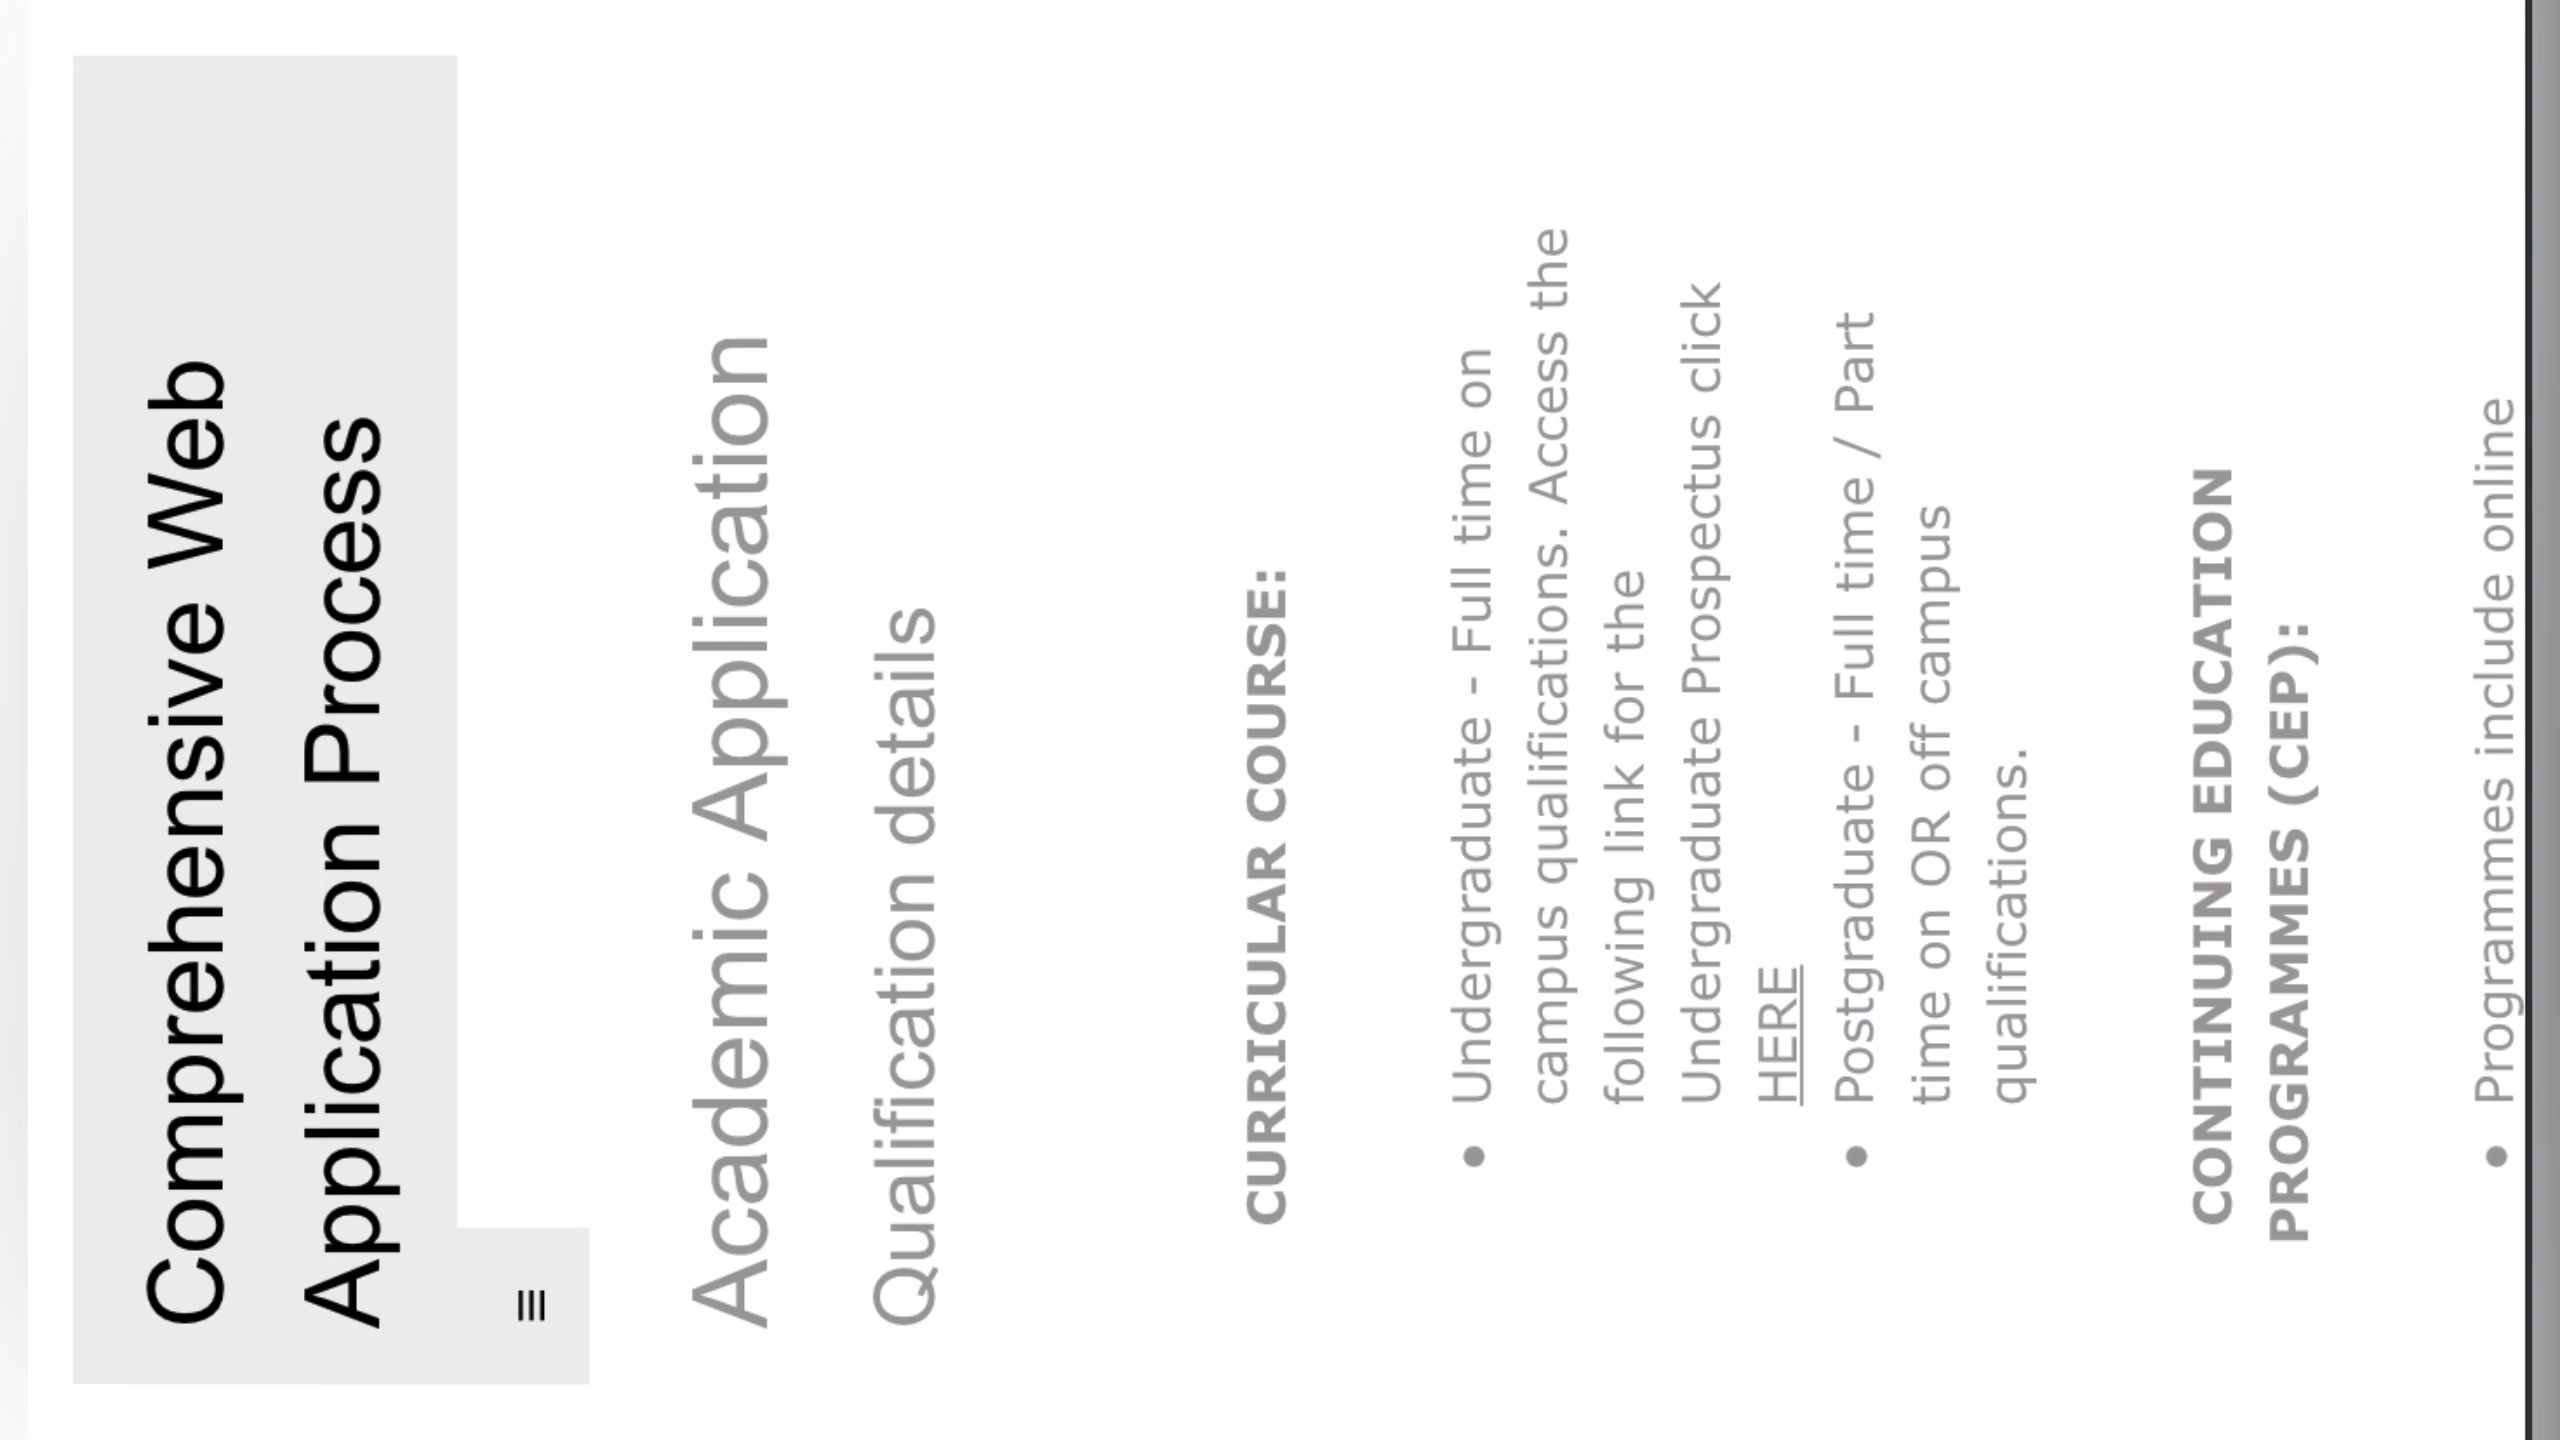 Comprehensive Web
Application Process
≡
Academic Application
Qualification details
CURRICULAR COURSE:
• Undergraduate - Full time on
campus qualifications. Access the
following link for the
Undergraduate Prospectus click
HERE
• Postgraduate - Full time / Part
time on OR off campus
qualifications.
CONTINUING EDUCATION
PROGRAMMES (CEP):
• Programmes include online